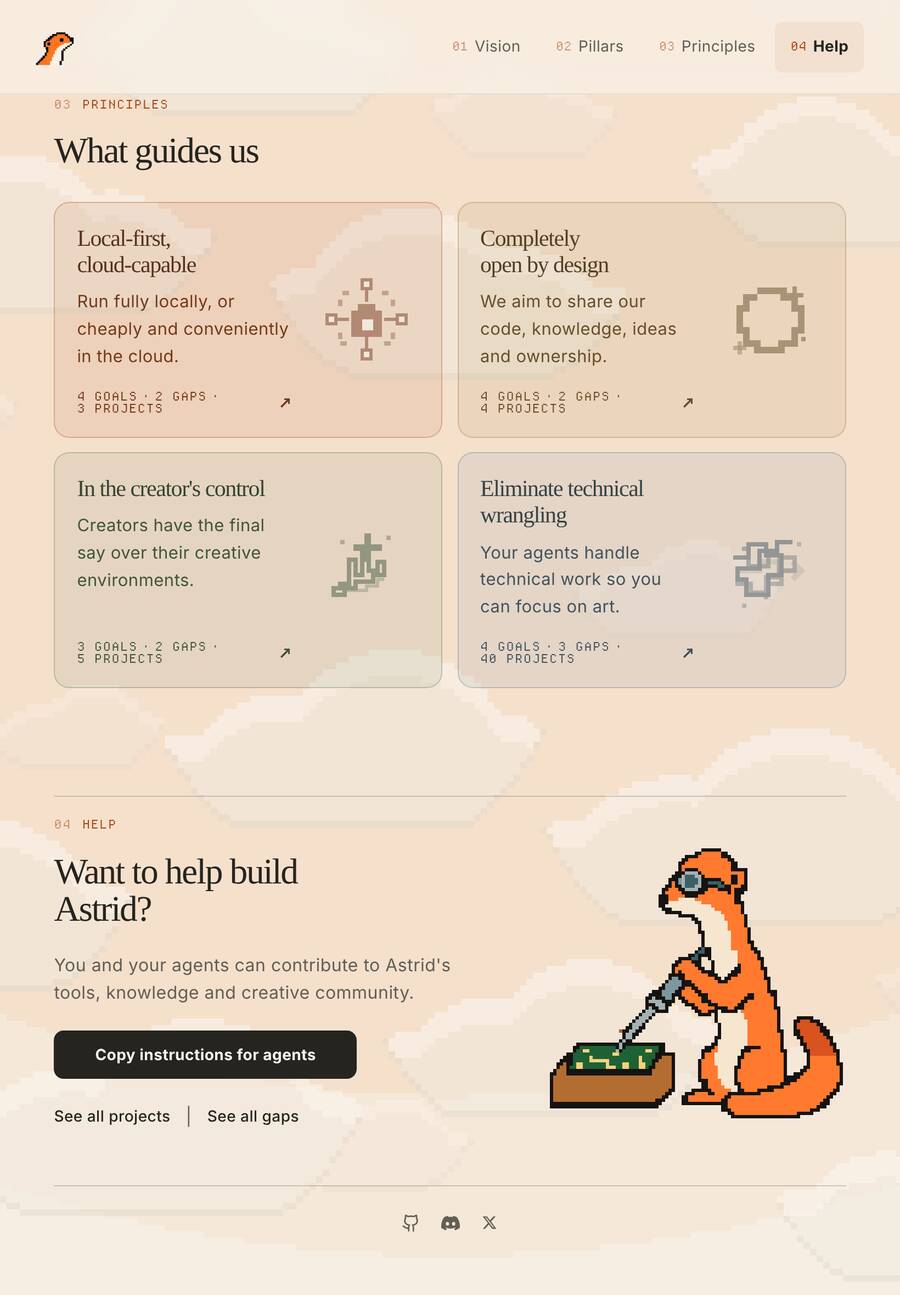 01 Vision 02 Pillars 03 Principles 04 Help
03 PRINCIPLES
What guides us
Local-first,
cloud-capable
Run fully locally, or
cheaply and conveniently
in the cloud.
4 GOALS · 2 GAPS ·
3 PROJECTS ↗
Completely
open by design
We aim to share our
code, knowledge, ideas
and ownership.
4 GOALS · 2 GAPS ·
4 PROJECTS ↗
In the creator's control
Creators have the final
say over their creative
environments.
3 GOALS · 2 GAPS ·
5 PROJECTS ↗
Eliminate technical
wrangling
Your agents handle
technical work so you
can focus on art.
4 GOALS · 3 GAPS ·
40 PROJECTS ↗
04 HELP
Want to help build
Astrid?
You and your agents can contribute to Astrid's
tools, knowledge and creative community.
Copy instructions for agents
See all projects | See all gaps